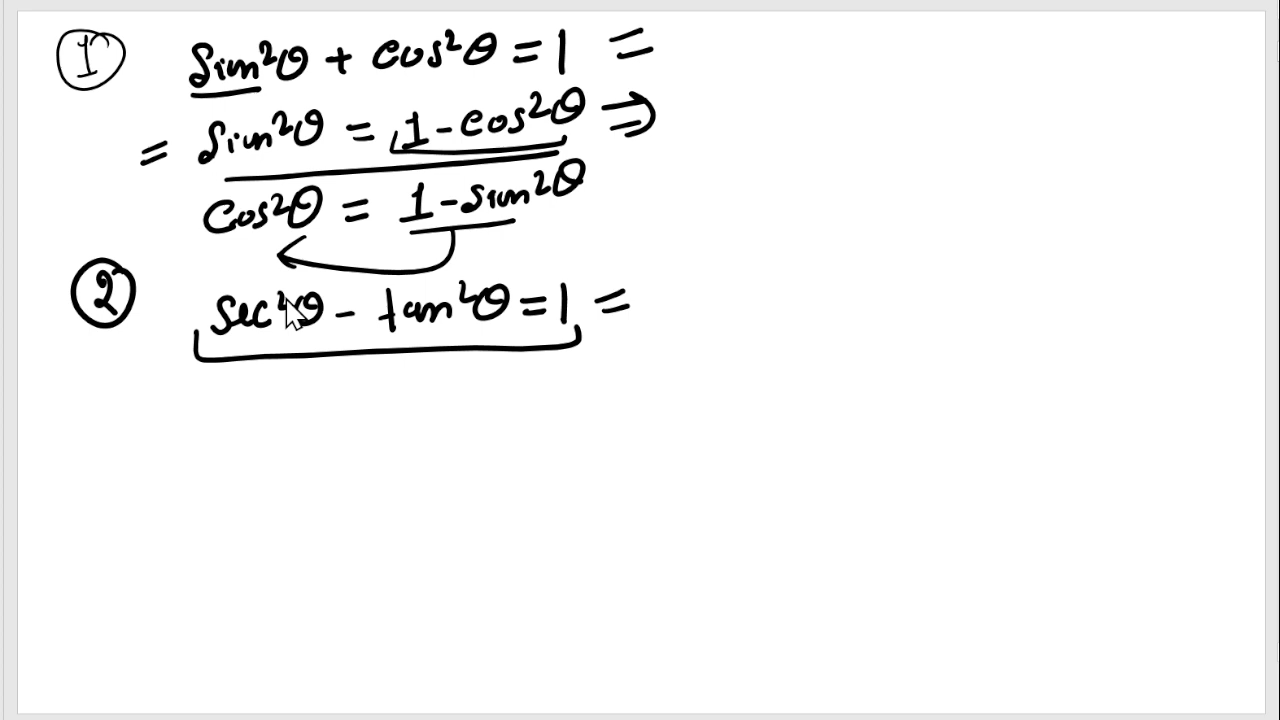 ① Sin²θ + cos²θ = 1 =
= Sin²θ = 1 - cos²θ ⇒
Cos²θ = 1 - sin²θ
② Sec²θ - tan²θ = 1 =